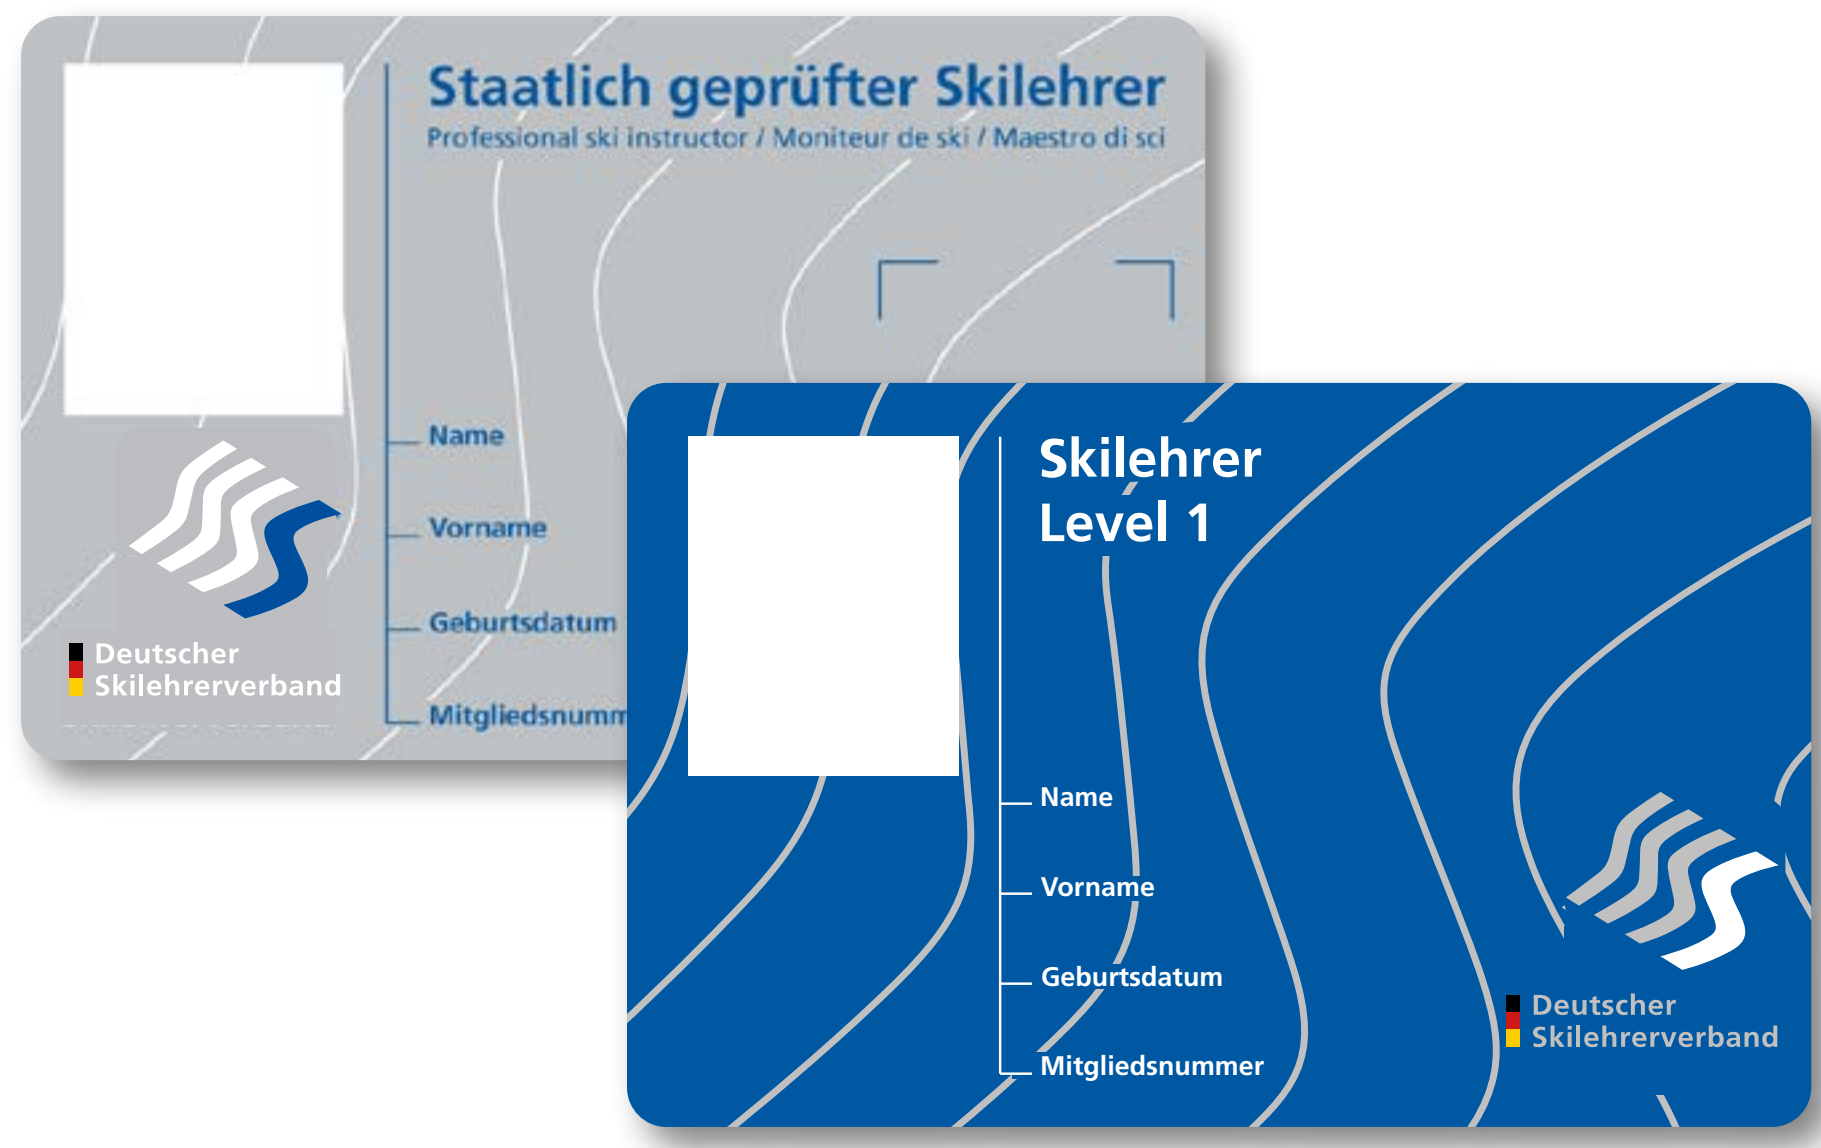 Staatlich geprüfter Skilehrer
Professional ski instructor / Moniteur de ski / Maestro di sci
Name
Vorname
Geburtsdatum
Mitgliedsnumm
Deutscher
Skilehrerverband
Skilehrer
Level 1
Name
Vorname
Geburtsdatum
Mitgliedsnummer
Deutscher
Skilehrerverband